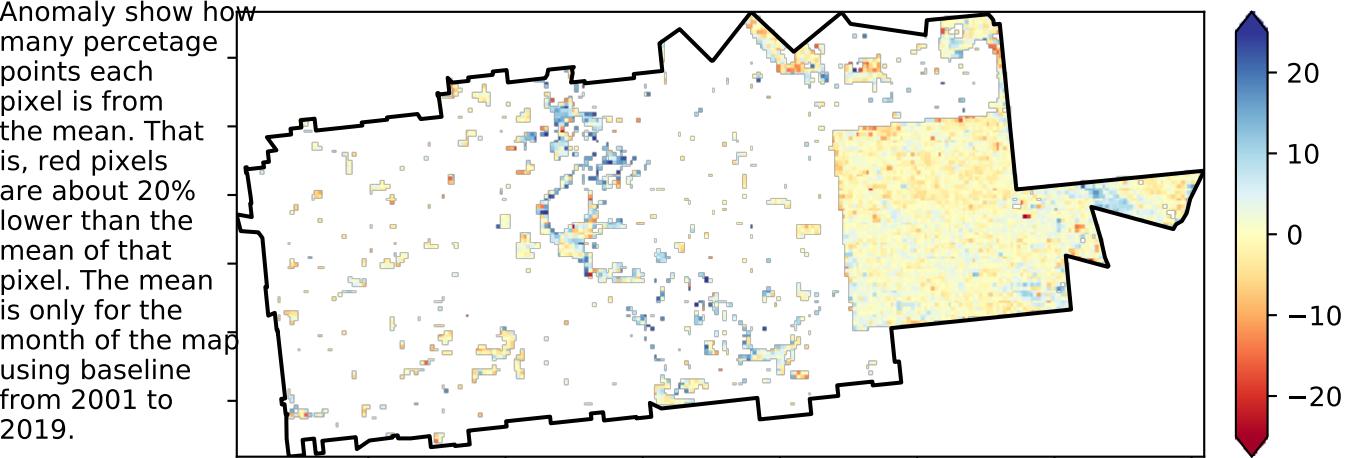 Anomaly show how
many percetage
points each
pixel is from
the mean. That
is, red pixels
are about 20%
lower than the
mean of that
pixel. The mean
is only for the
month of the map
using baseline
from 2001 to
2019.
20
10
0
−10
−20